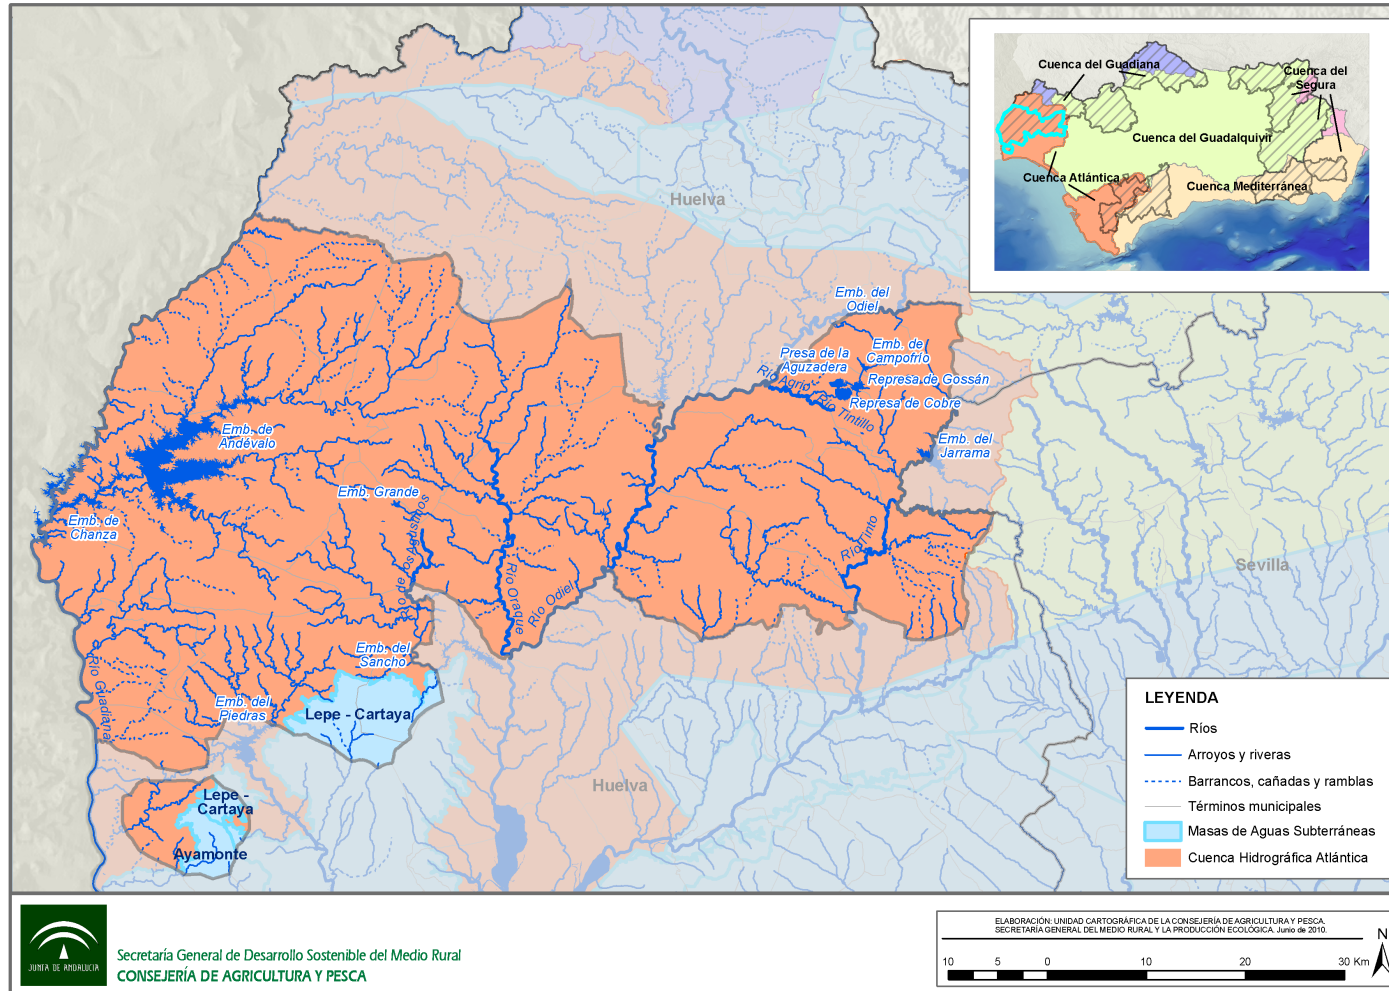 Cuenca del Guadiana
Cuenca del
Segura
Cuenca del Guadalquivir
Cuenca Atlántica
Cuenca Mediterránea
Huelva
Emb. del
Odiel
Presa de la
Aguzadera
Emb. de
Campofrío
Río Agrio
Río Tintillo
Represa de Gossán
Represa de Cobre
Emb. de
Andévalo
Emb. del
Jarrama
Emb. Grande
Emb. de
Chanza
Río de los Agustinos
Río Oraque
Río Odiel
Río Tinto
Sevilla
Río Guadiana
Emb. del
Sancho
Emb. del
Piedras
Lepe - Cartaya
Huelva
Lepe -
Cartaya
Ayamonte
LEYENDA
Ríos
Arroyos y riveras
Barrancos, cañadas y ramblas
Términos municipales
Masas de Aguas Subterráneas
Cuenca Hidrográfica Atlántica
JUNTA DE ANDALUCIA
Secretaría General de Desarrollo Sostenible del Medio Rural
CONSEJERÍA DE AGRICULTURA Y PESCA
ELABORACIÓN: UNIDAD CARTOGRÁFICA DE LA CONSEJERÍA DE AGRICULTURA Y PESCA.
SECRETARÍA GENERAL DEL MEDIO RURAL Y LA PRODUCCIÓN ECOLÓGICA. Junio de 2010.
10 5 0 10 20 30 Km
N